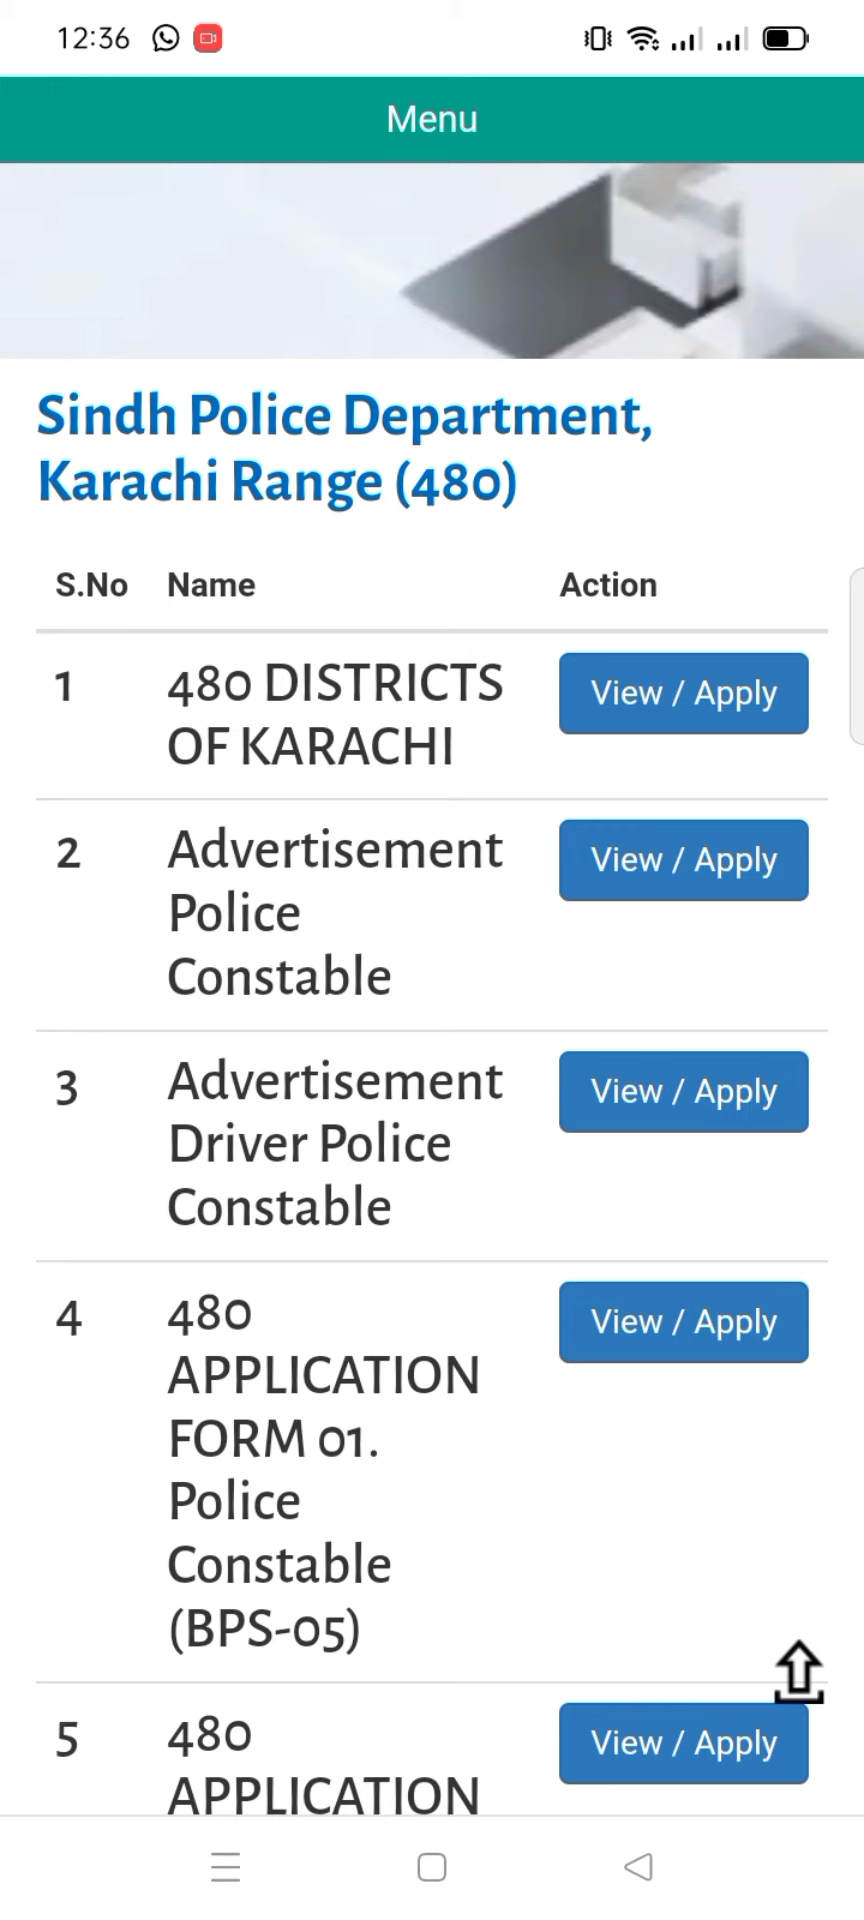 12:36
Menu
Sindh Police Department,
Karachi Range (480)
S.No Name Action
1 480 DISTRICTS View / Apply
OF KARACHI
2 Advertisement View / Apply
Police
Constable
3 Advertisement View / Apply
Driver Police
Constable
4 480 View / Apply
APPLICATION
FORM 01.
Police
Constable
(BPS-05)
5 480 View / Apply
APPLICATION